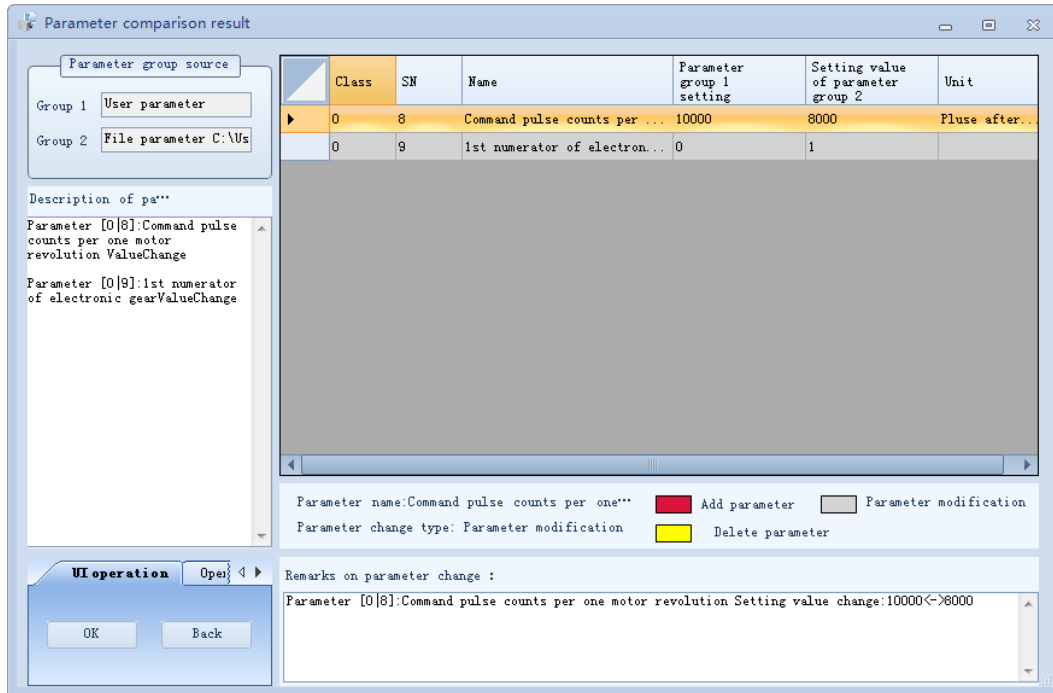 Parameter comparison result
Parameter group source
Group 1 User parameter
Group 2 File parameter C:\Us
Description of pa…
Parameter [0|8]:Command pulse
counts per one motor
revolution ValueChange
Parameter [0|9]:1st numerator
of electronic gearValueChange
UI operation Oper
OK Back
Class SN Name Parameter group 1 setting Setting value of parameter group 2 Unit
0 8 Command pulse counts per ... 10000 8000 Pluse after...
0 9 1st numerator of electron... 0 1
Parameter name:Command pulse counts per one… Add parameter Parameter modification
Parameter change type: Parameter modification Delete parameter
Remarks on parameter change :
Parameter [0|8]:Command pulse counts per one motor revolution Setting value change:10000<->8000